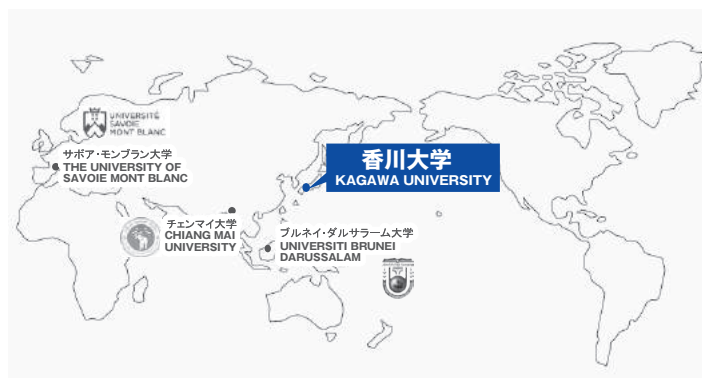 UNIVERSITÉ
SAVOIE
MONT BLANC
サボア・モンブラン大学
THE UNIVERSITY OF
SAVOIE MONT BLANC
香川大学
KAGAWA UNIVERSITY
チェンマイ大学
CHIANG MAI
UNIVERSITY
ブルネイ・ダルサラーム大学
UNIVERSITI BRUNEI
DARUSSALAM